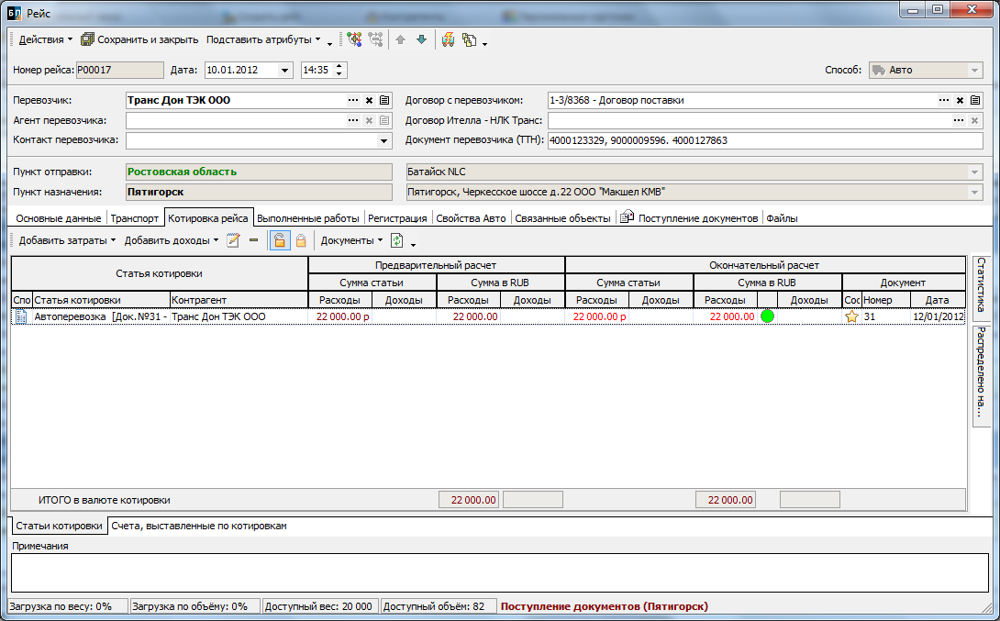 БП Рейс
Действия Сохранить и закрыть Подставить атрибуты
Номер рейса: P00017 Дата: 10.01.2012 14:35 Способ: Авто
Перевозчик: Транс Дон ТЭК ООО Договор с перевозчиком: 1-3/8368 - Договор поставки
Агент перевозчика: Договор Ителла - НЛК Транс:
Контакт перевозчика: Документ перевозчика (ТТН): 4000123329, 9000009596. 4000127863
Пункт отправки: Ростовская область Батайск NLC
Пункт назначения: Пятигорск Пятигорск, Черкесское шоссе д.22 ООО "Макшел КМВ"
Основные данные Транспорт Котировка рейса Выполненные работы Регистрация Свойства Авто Связанные объекты Поступление документов Файлы
Добавить затраты Добавить доходы Документы
Статья котировки Предварительный расчет Окончательный расчет
Сумма статьи Сумма в RUB Сумма статьи Сумма в RUB Документ
Спо Статья котировки Контрагент Расходы Доходы Расходы Доходы Расходы Доходы Расходы Доходы Сос Номер Дата
Автоперевозка [Док.№31 - Транс Дон ТЭК ООО 22 000.00 р 22 000.00 22 000.00 р 22 000.00 31 12/01/2012
Статистика
Распределено на...
ИТОГО в валюте котировки 22 000.00 22 000.00
Статьи котировки Счета, выставленные по котировкам
Примечания
Загрузка по весу: 0% Загрузка по объёму: 0% Доступный вес: 20 000 Доступный объём: 82 Поступление документов (Пятигорск)